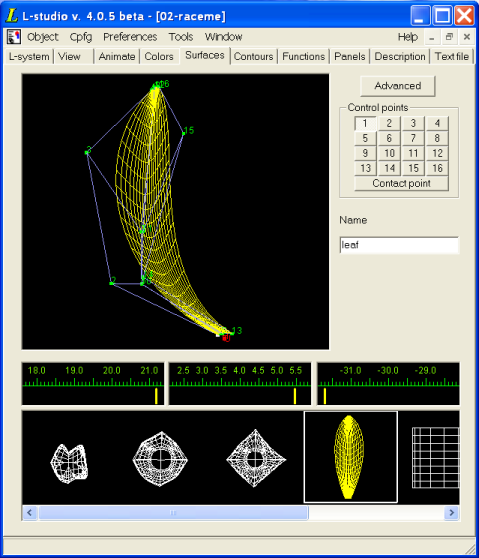 L-studio v. 4.0.5 beta - [02-raceme]
Object Cpfg Preferences Tools Window Help
L-system View Animate Colors Surfaces Contours Functions Panels Description Text file
Advanced
Control points
1 2 3 4
5 6 7 8
9 10 11 12
13 14 15 16
Contact point
Name
leaf
15
3
2
13
18.0 19.0 20.0 21.0
2.5 3.0 3.5 4.0 4.5 5.0 5.5
-31.0 -30.0 -29.0